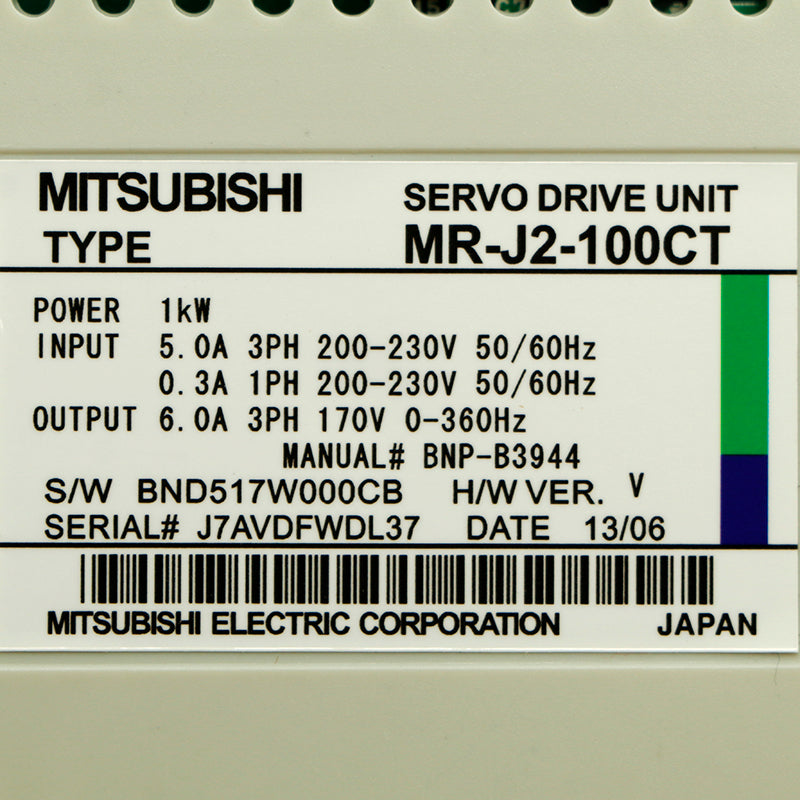 MITSUBISHI SERVO DRIVE UNIT
TYPE MR-J2-100CT
POWER 1kW
INPUT 5.0A 3PH 200-230V 50/60Hz
0.3A 1PH 200-230V 50/60Hz
OUTPUT 6.0A 3PH 170V 0-360Hz
MANUAL# BNP-B3944
S/W BND517W000CB H/W VER. V
SERIAL# J7AVDFWDL37 DATE 13/06
MITSUBISHI ELECTRIC CORPORATION JAPAN